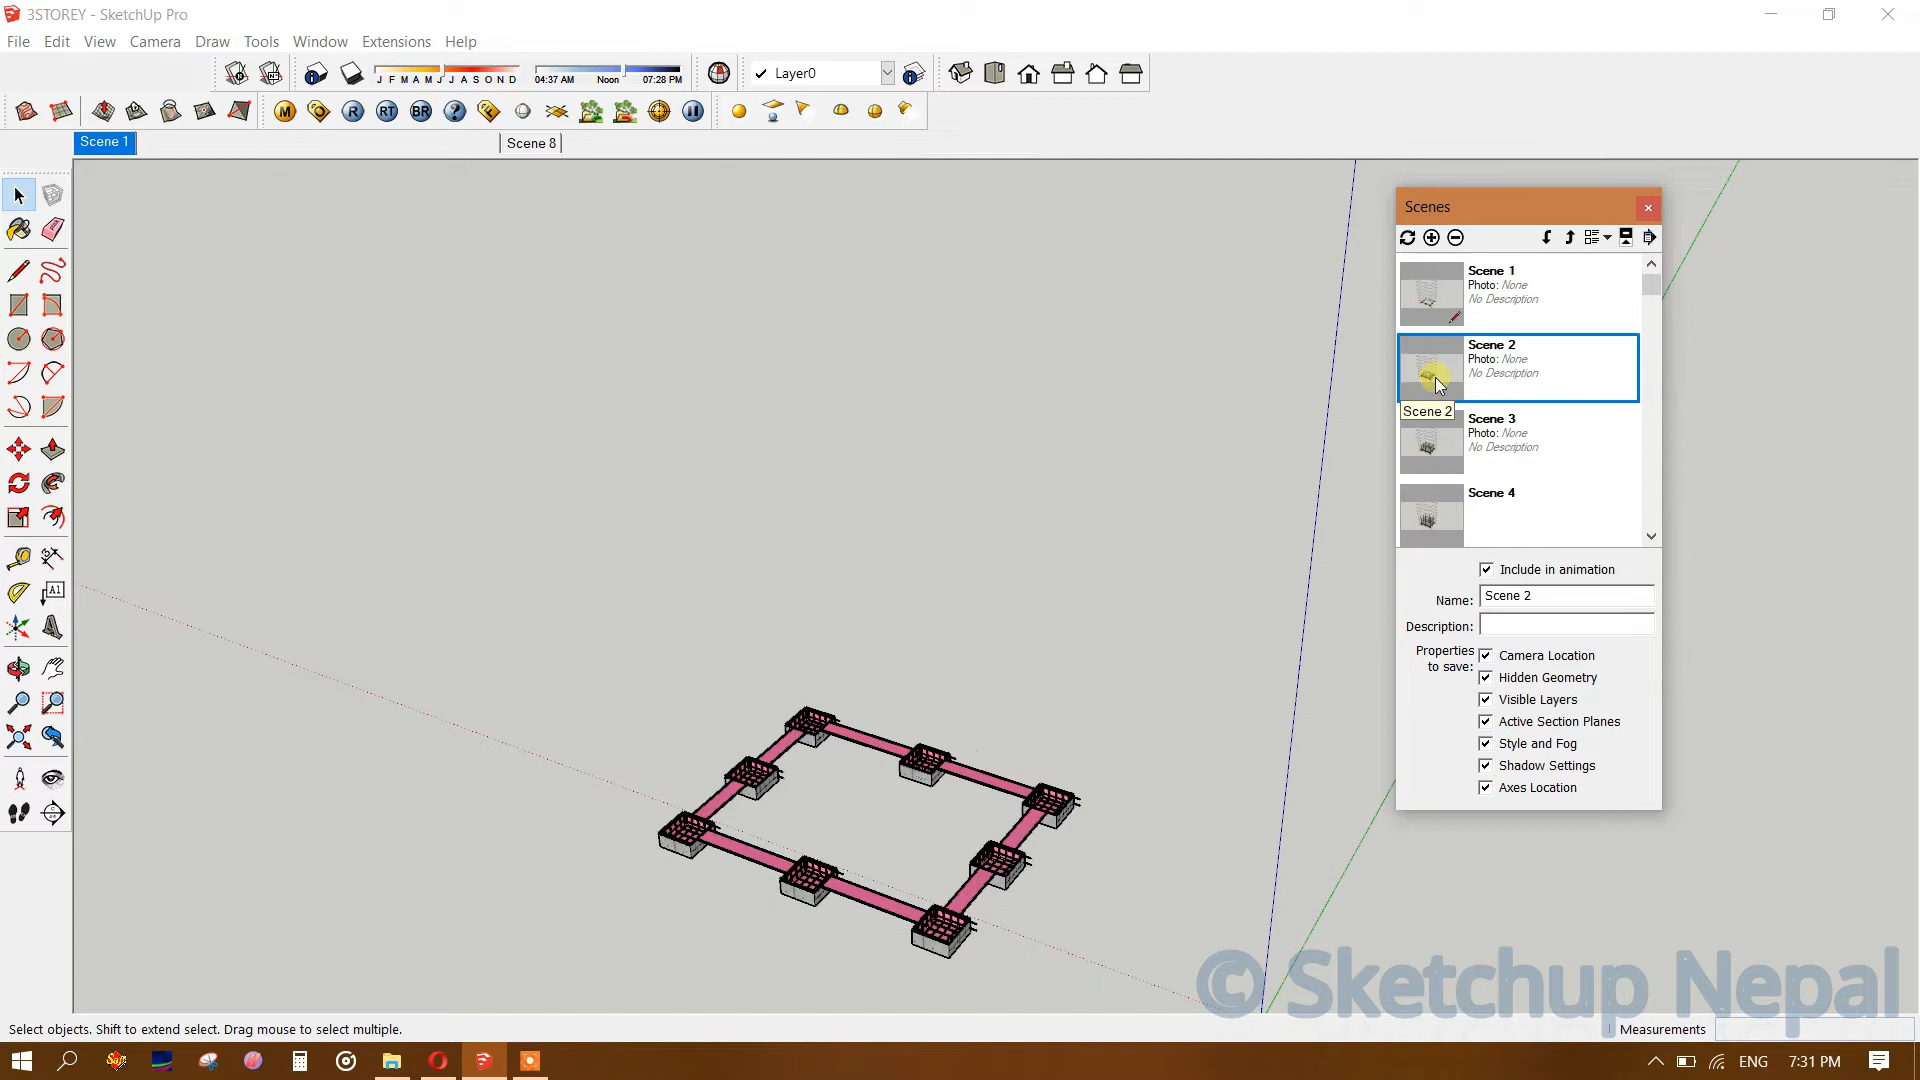 3STOREY - SketchUp Pro
File Edit View Camera Draw Tools Window Extensions Help
J F M A M J J A S O N D 04:37 AM Noon 07:28 PM Layer0
M R RT BR ?
Scene 1 Scene 8
Scenes
Scene 1
Photo: None
No Description
Scene 2
Photo: None
No Description
Scene 2
Scene 3
Photo: None
No Description
Scene 4
Include in animation
Name: Scene 2
Description:
Properties to save:
Camera Location
Hidden Geometry
Visible Layers
Active Section Planes
Style and Fog
Shadow Settings
Axes Location
A1
© Sketchup Nepal
Select objects. Shift to extend select. Drag mouse to select multiple. Measurements
ENG 7:31 PM